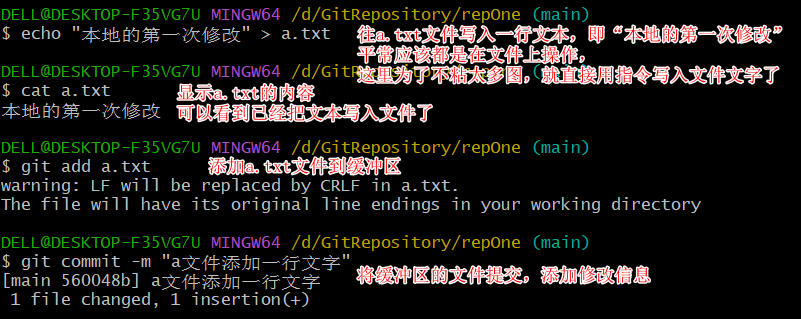 DELL@DESKTOP-F35VG7U MINGW64 /d/GitRepository/repOne (main)
$ echo "本地的第一次修改" > a.txt
往a.txt文件写入一行文本，即“本地的第一次修改”
平常应该都是在文件上操作，
这里为了不粘太多图，就直接用指令写入文件文字了
DELL@DESKTOP-F35VG7U MINGW64 /d/GitRepository/repOne (main)
$ cat a.txt
显示a.txt的内容
本地的第一次修改
可以看到已经把文本写入文件了
DELL@DESKTOP-F35VG7U MINGW64 /d/GitRepository/repOne (main)
$ git add a.txt
添加a.txt文件到缓冲区
warning: LF will be replaced by CRLF in a.txt.
The file will have its original line endings in your working directory
DELL@DESKTOP-F35VG7U MINGW64 /d/GitRepository/repOne (main)
$ git commit -m "a文件添加一行文字"
[main 560048b] a文件添加一行文字
将缓冲区的文件提交，添加修改信息
1 file changed, 1 insertion(+)